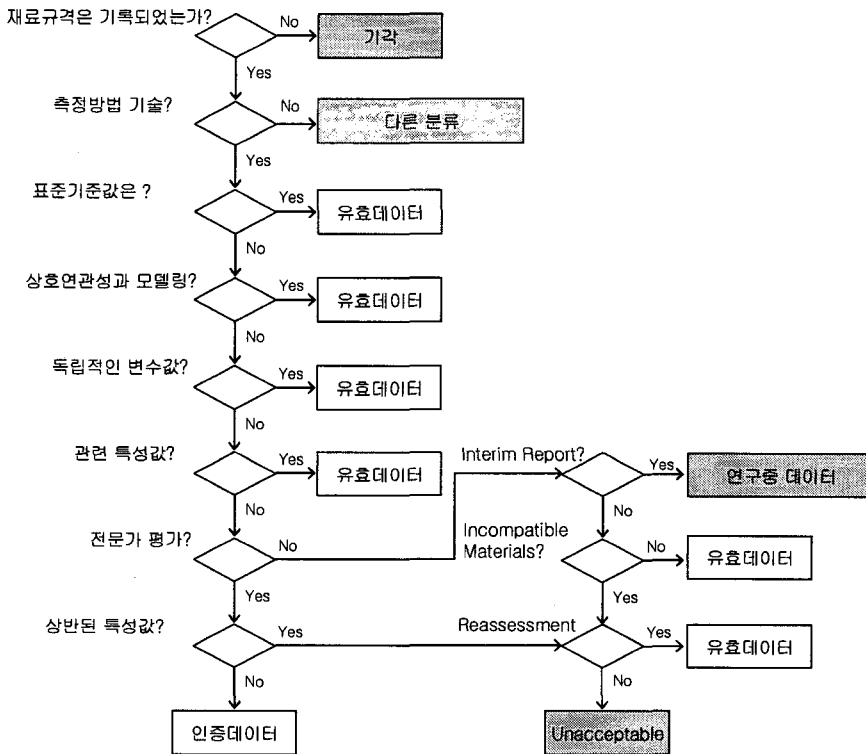 재료규격은 기록되었는가?
No
기각
Yes
측정방법 기술?
No
다른 분류
Yes
표준기준값은 ?
Yes
유효데이터
No
상호연관성과 모델링?
Yes
유효데이터
No
독립적인 변수값?
Yes
유효데이터
No
관련 특성값?
Yes
유효데이터
No
Interim Report?
Yes
연구중 데이터
No
전문가 평가?
No
Yes
Incompatible
Materials?
No
유효데이터
Yes
상반된 특성값?
Yes
No
Reassessment
Yes
유효데이터
No
인증데이터
Unacceptable